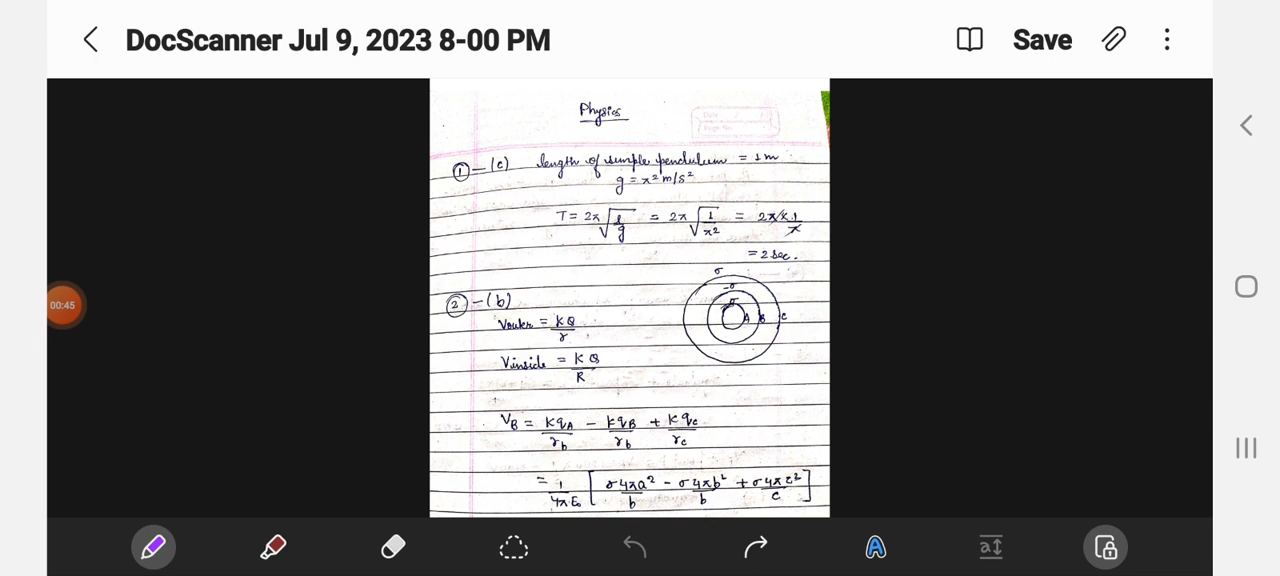 DocScanner Jul 9, 2023 8-00 PM
Save
00:45
Physics
① - (c) length of simple pendulum = 1m
g = π² m/s²
T = 2π √(l/g) = 2π √(1/π²) = 2π × 1/π
= 2 sec.
② - (b)
σ
-σ
σ
A B C
Vouter = KQ/r
Vinside = KQ/R
VB = KqA/rb - KqB/rb + Kqc/rc
= 1/4πε₀ [σ4πa²/b - σ4πb²/b + σ4πc²/c]
A
a